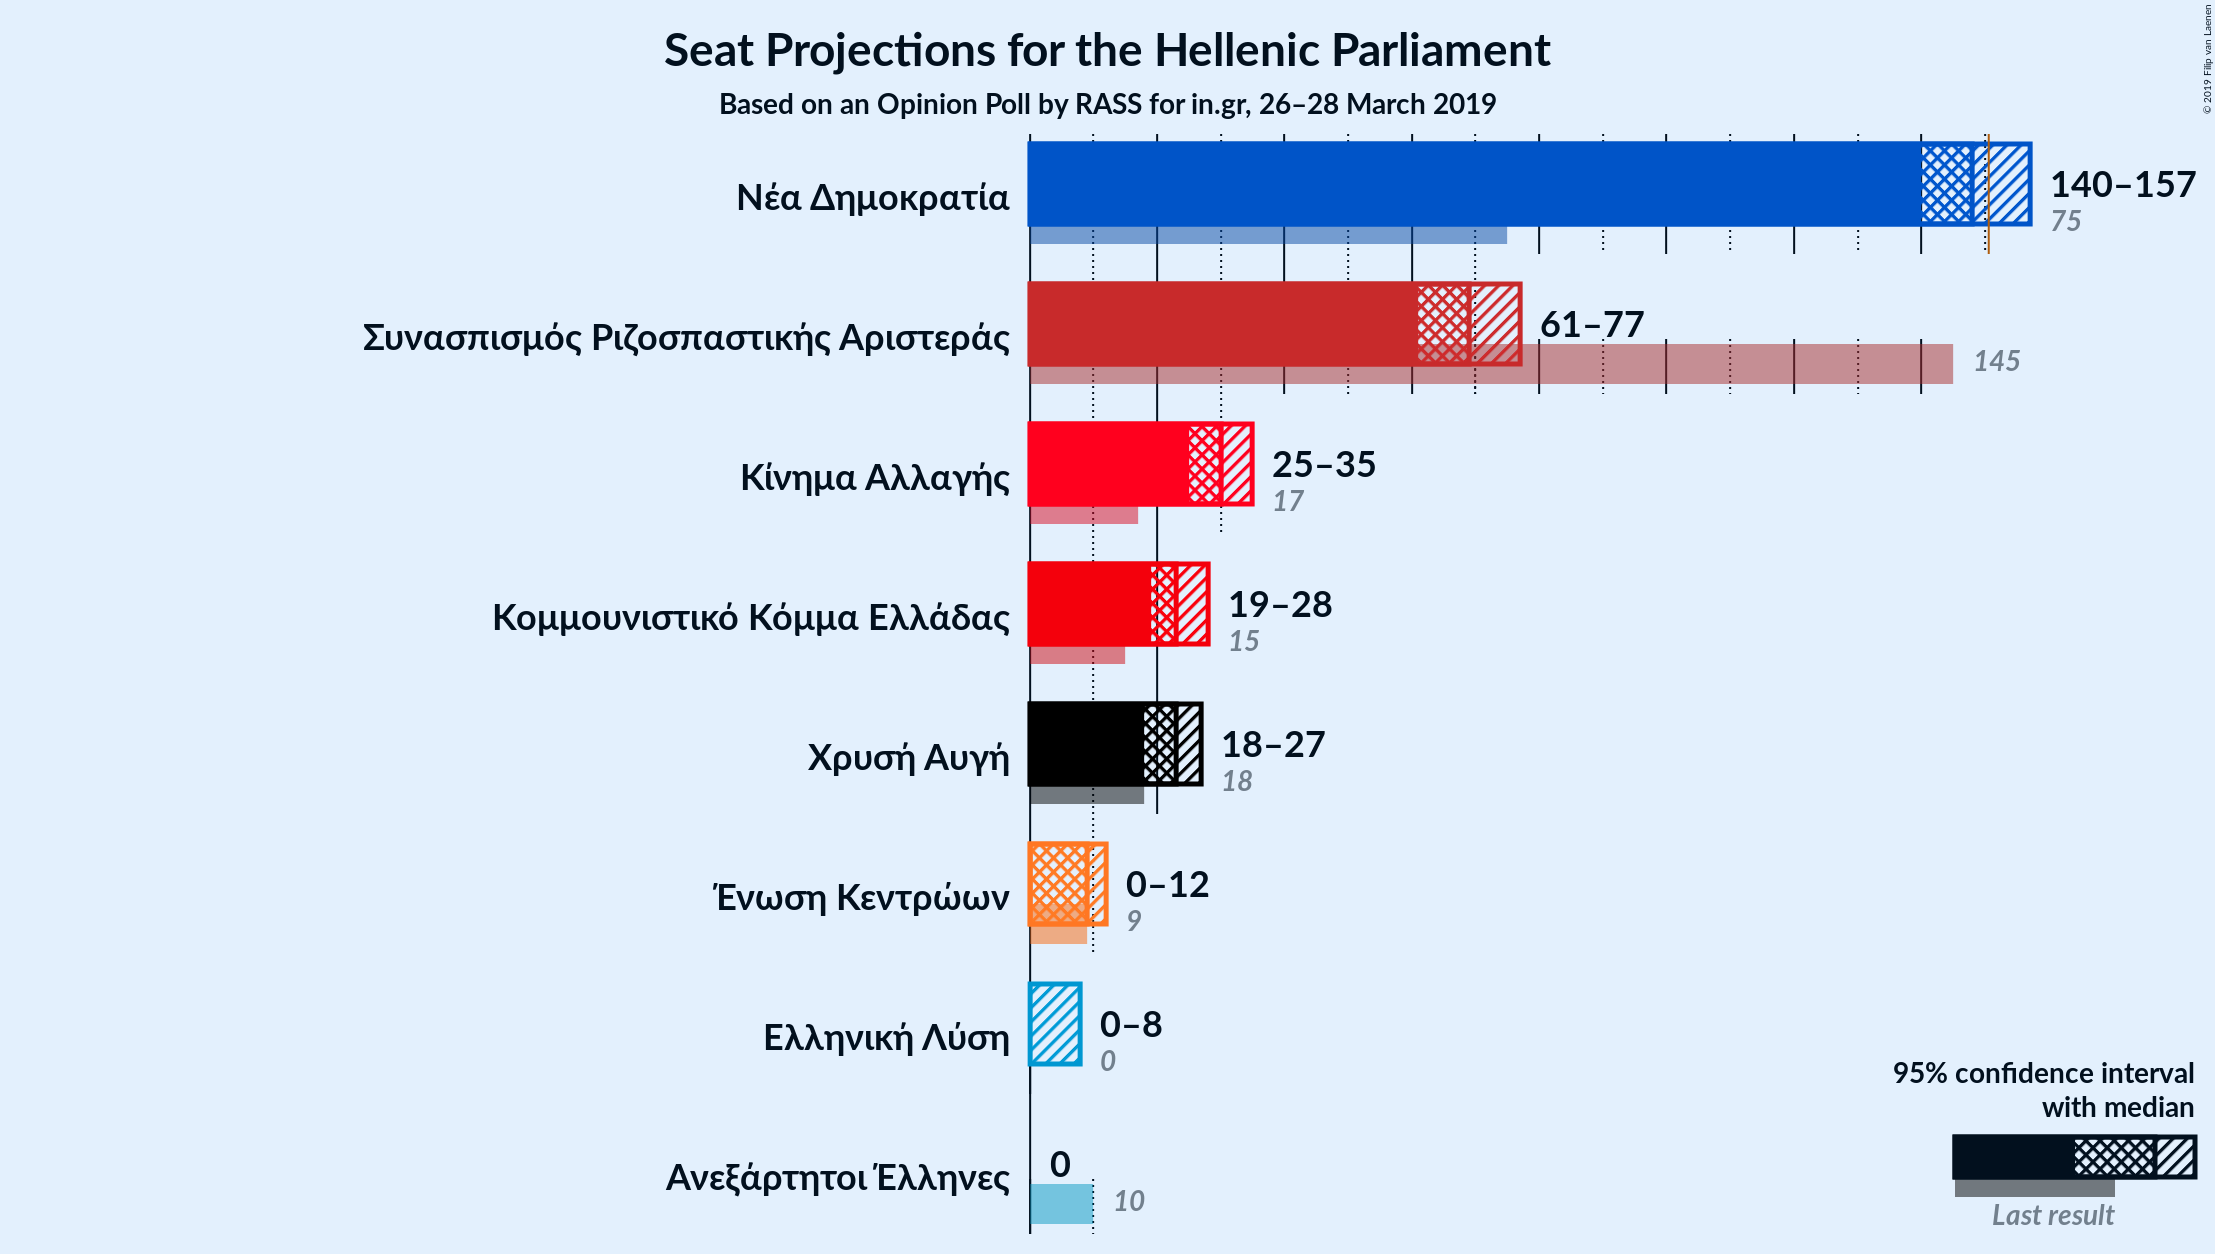 Seat Projections for the Hellenic Parliament
Based on an Opinion Poll by RASS for in.gr, 26–28 March 2019
© 2019 Filip van Laenen
Νέα Δημοκρατία
140–157
75
Συνασπισμός Ριζοσπαστικής Αριστεράς
61–77
145
Κίνημα Αλλαγής
25–35
17
Κομμουνιστικό Κόμμα Ελλάδας
19–28
15
Χρυσή Αυγή
18–27
18
Ένωση Κεντρώων
0–12
9
Ελληνική Λύση
0–8
0
Ανεξάρτητοι Έλληνες
0
10
95% confidence interval
with median
Last result